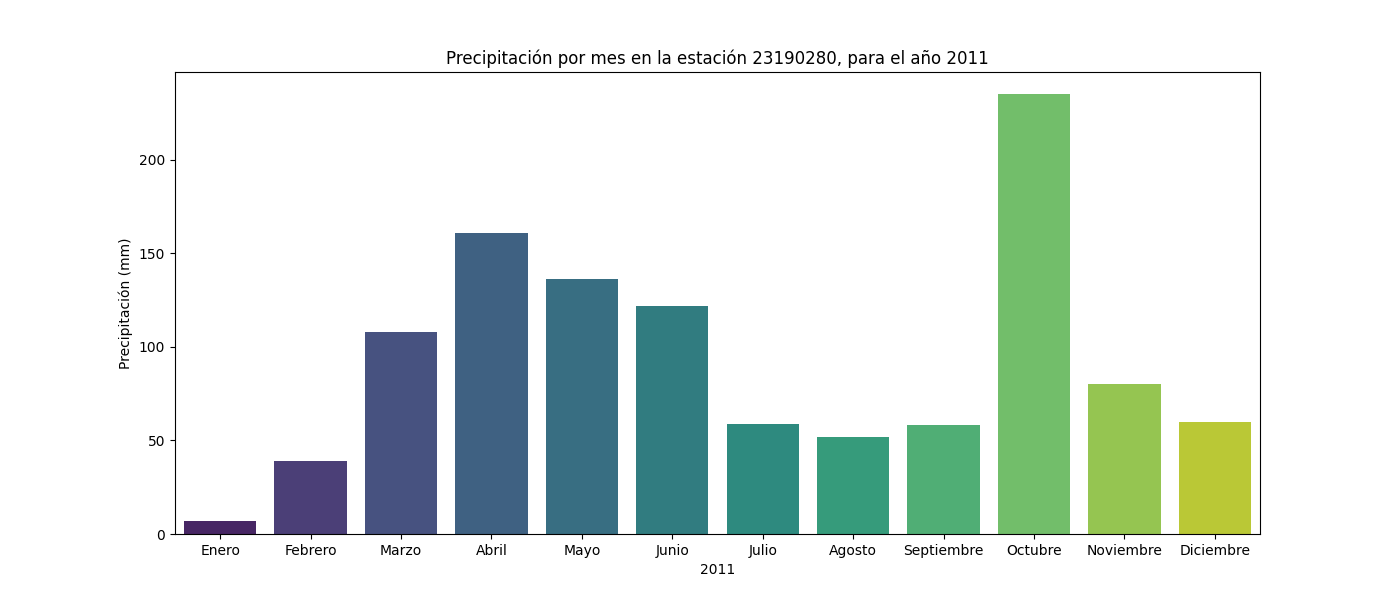 Precipitación por mes en la estación 23190280, para el año 2011
Precipitación (mm)
200
150
100
50
0
Enero Febrero Marzo Abril Mayo Junio Julio Agosto Septiembre Octubre Noviembre Diciembre
2011